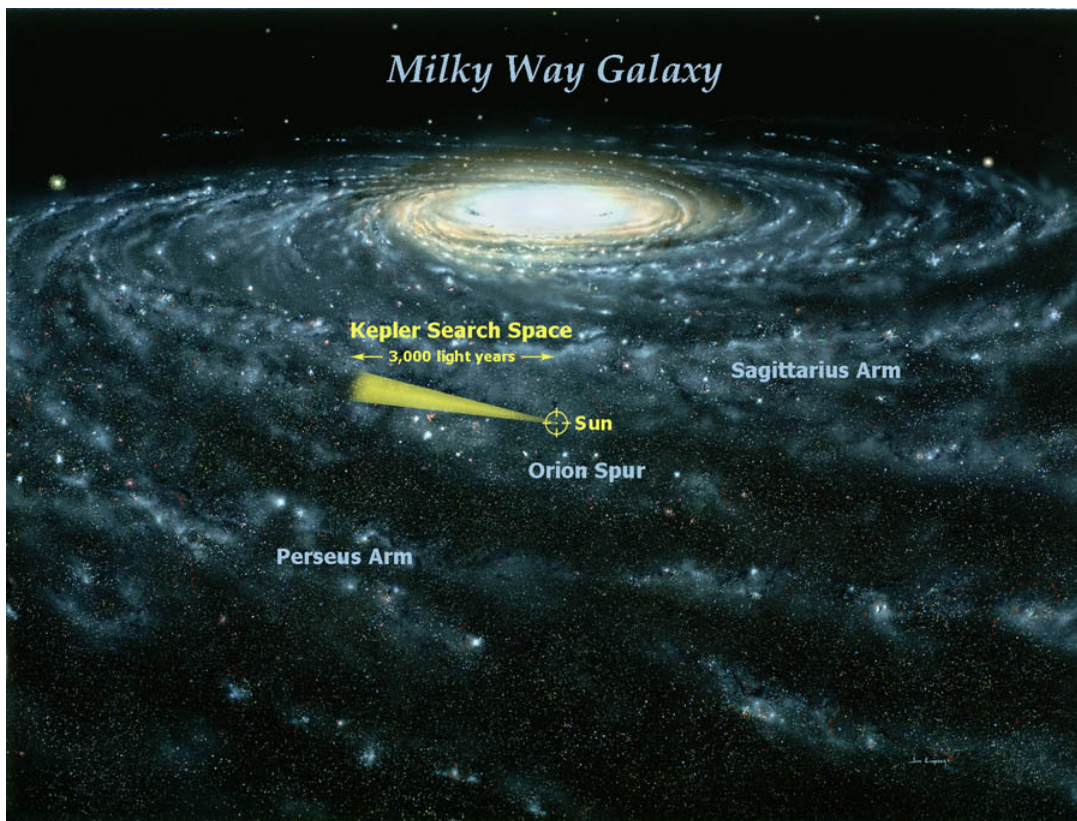 Milky Way Galaxy
Kepler Search Space
3,000 light years
Sagittarius Arm
Sun
Orion Spur
Perseus Arm